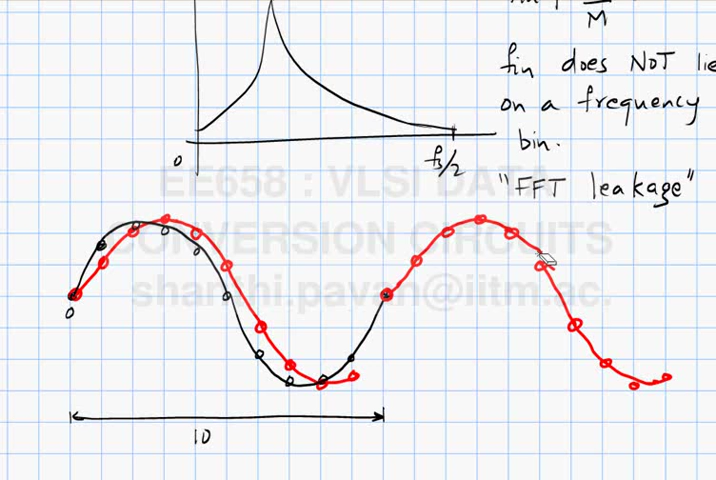 M
fin does NOT lie
on a frequency
bin.
"FFT leakage"
0
fs/2
EE658 : VLSI DATA
CONVERSION CIRCUITS
shanthi.pavan@iitm.ac.
0
10